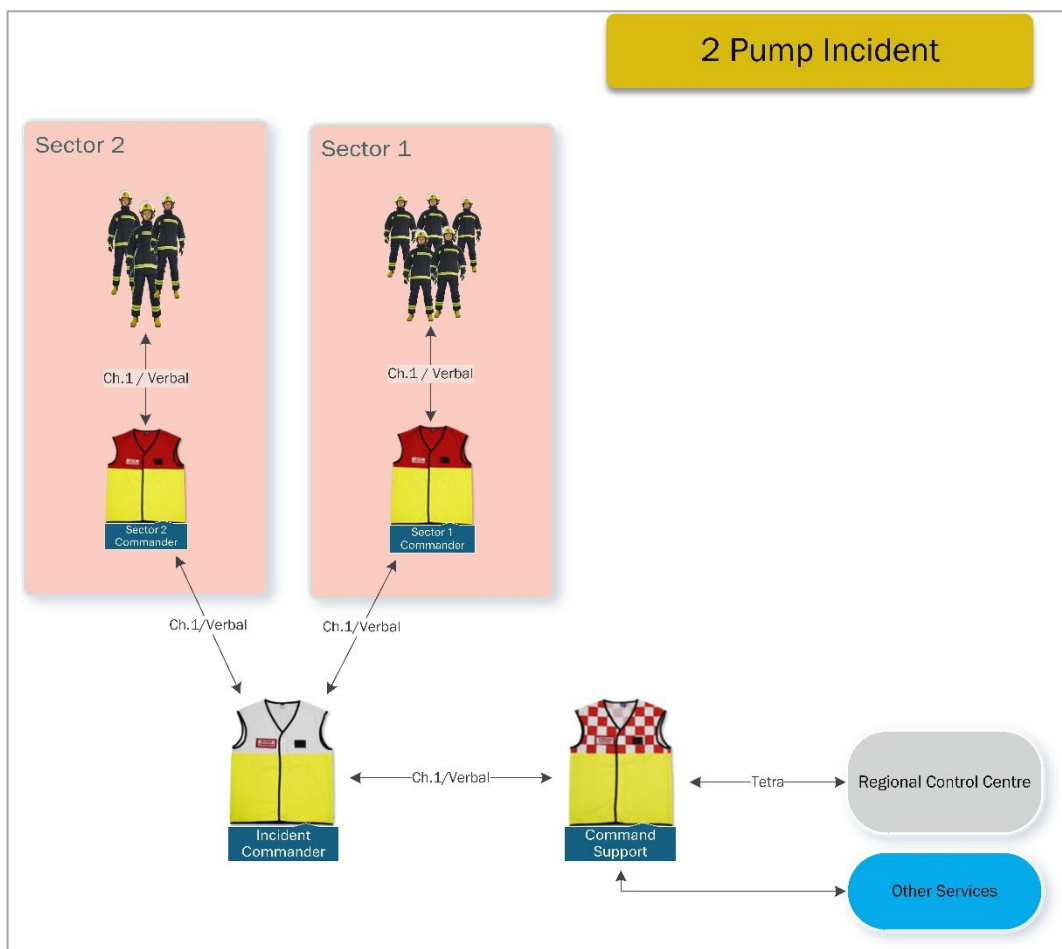 2 Pump Incident
Sector 2
Sector 1
Ch.1 / Verbal
Ch.1 / Verbal
Sector 2
Commander
Sector 1
Commander
Ch.1/Verbal
Ch.1/Verbal
Ch.1/Verbal
Tetra
Regional Control Centre
Incident
Commander
Command
Support
Other Services